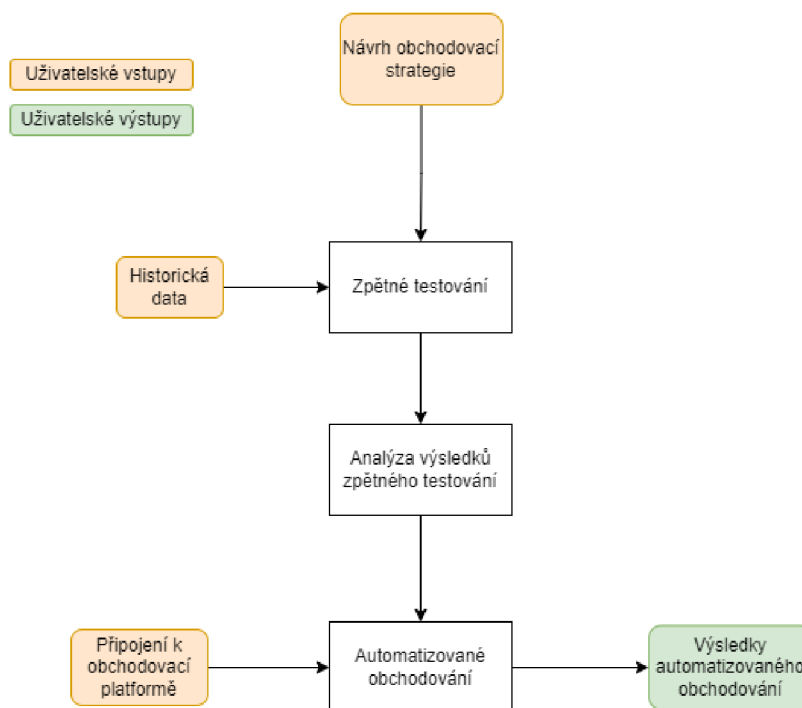 Návrh obchodovací
strategie
Uživatelské vstupy
Uživatelské výstupy
Historická
data
Zpětné testování
Analýza výsledků
zpětného testování
Připojení k
obchodovací
platformě
Automatizované
obchodování
Výsledky
automatizovaného
obchodování